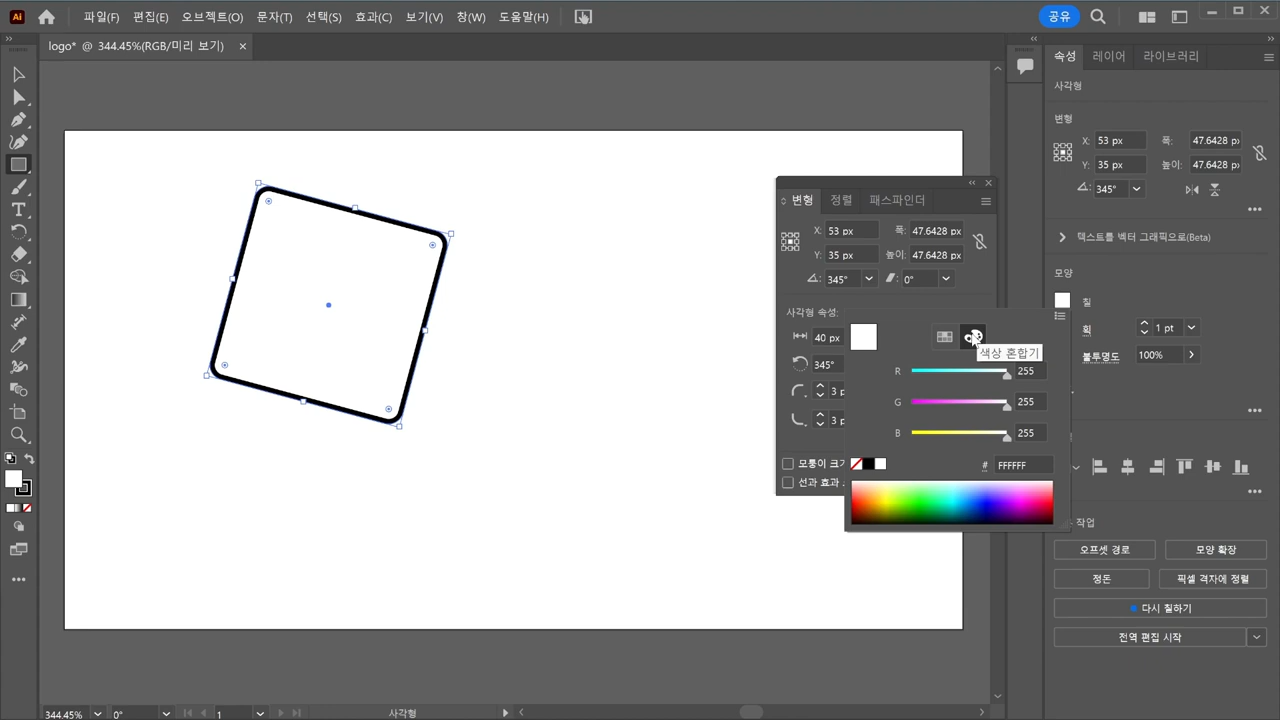 Ai 파일(F) 편집(E) 오브젝트(O) 문자(T) 선택(S) 효과(C) 보기(V) 창(W) 도움말(H) 공유
logo* @ 344.45%(RGB/미리 보기)
변형 정렬 패스파인더
X: 53 px 폭: 47.6428 px
Y: 35 px 높이: 47.6428 px
345° 0°
사각형 속성:
40 px
345°
3 p
3 p
모퉁이 크기
선과 효과
색상 혼합기
R 255
G 255
B 255
# FFFFFF
속성 레이어 라이브러리
사각형
변형
X: 53 px 폭: 47.6428 p
Y: 35 px 높이: 47.6428 p
345°
텍스트를 벡터 그래픽으로(Beta)
모양
칠
획 1 pt
불투명도 100%
작업
오프셋 경로 모양 확장
정돈 픽셀 격자에 정렬
다시 칠하기
전역 편집 시작
344.45% 0° 1 사각형